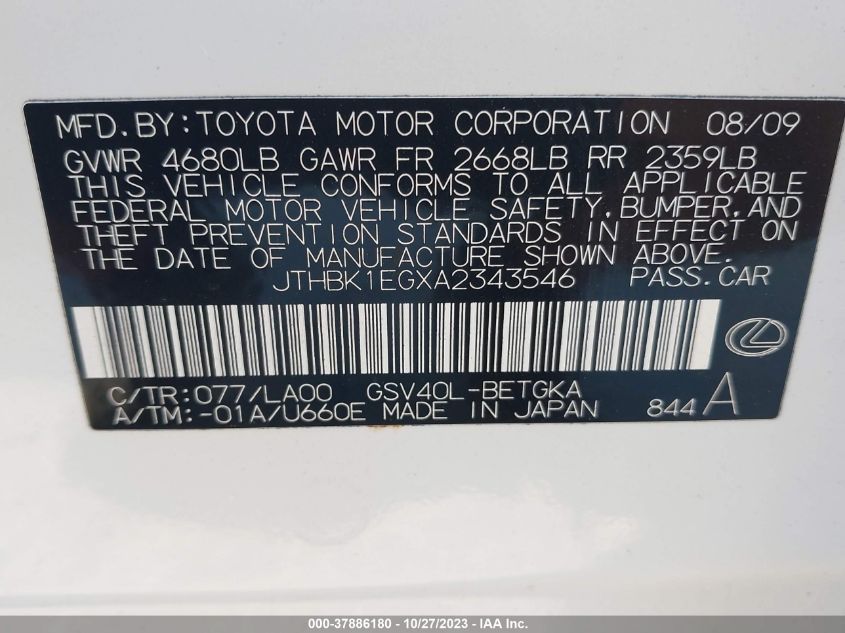 MFD.BY:TOYOTA MOTOR CORPORATION 08/09
GVWR 4680LB GAWR FR 2668LB RR 2359LB
THIS VEHICLE CONFORMS TO ALL APPLICABLE
FEDERAL MOTOR VEHICLE SAFETY,BUMPER,AND
THEFT PREVENTION STANDARDS IN EFFECT ON
THE DATE OF MANUFACTURE SHOWN ABOVE.
JTHBK1EGXA2343546 PASS.CAR
C/TR:077/LA00 GSV40L-BETGKA
A/TM:-01A/U660E MADE IN JAPAN 844A
000-37886180 - 10/27/2023 - IAA Inc.